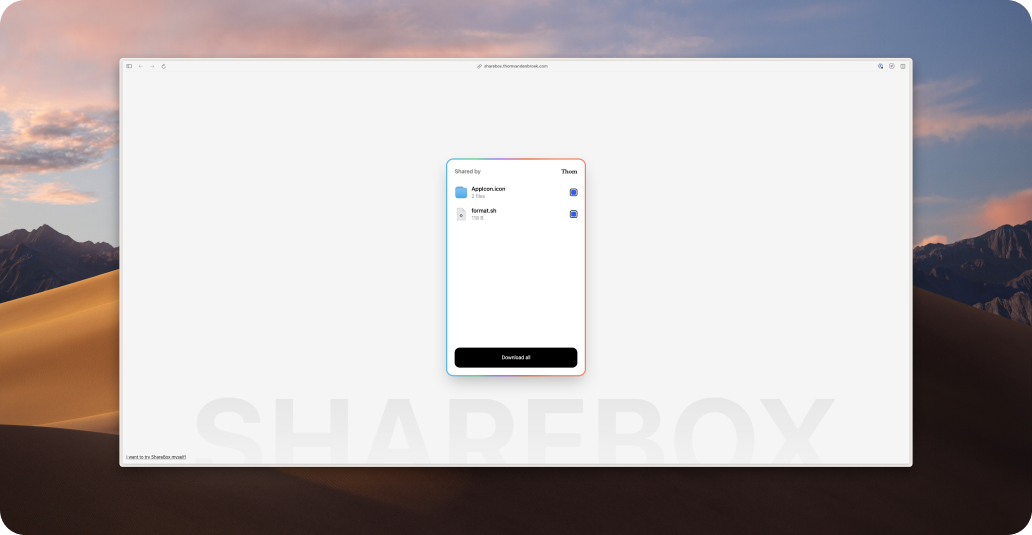 sharebox.thomvandenbroek.com
Shared by
Thom
AppIcon.icon
2 files
format.sh
118 B
Download all
SHAREBOX
I want to try ShareBox myself!